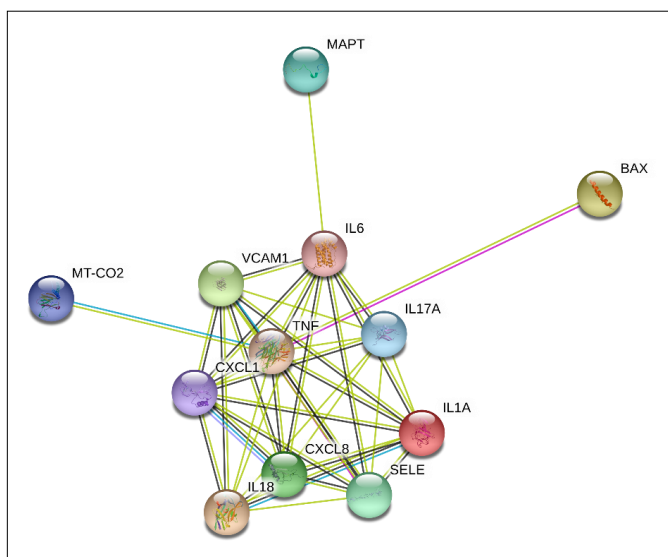 MAPT
BAX
IL6
VCAM1
MT-CO2
IL17A
TNF
CXCL1
IL1A
CXCL8
SELE
IL18